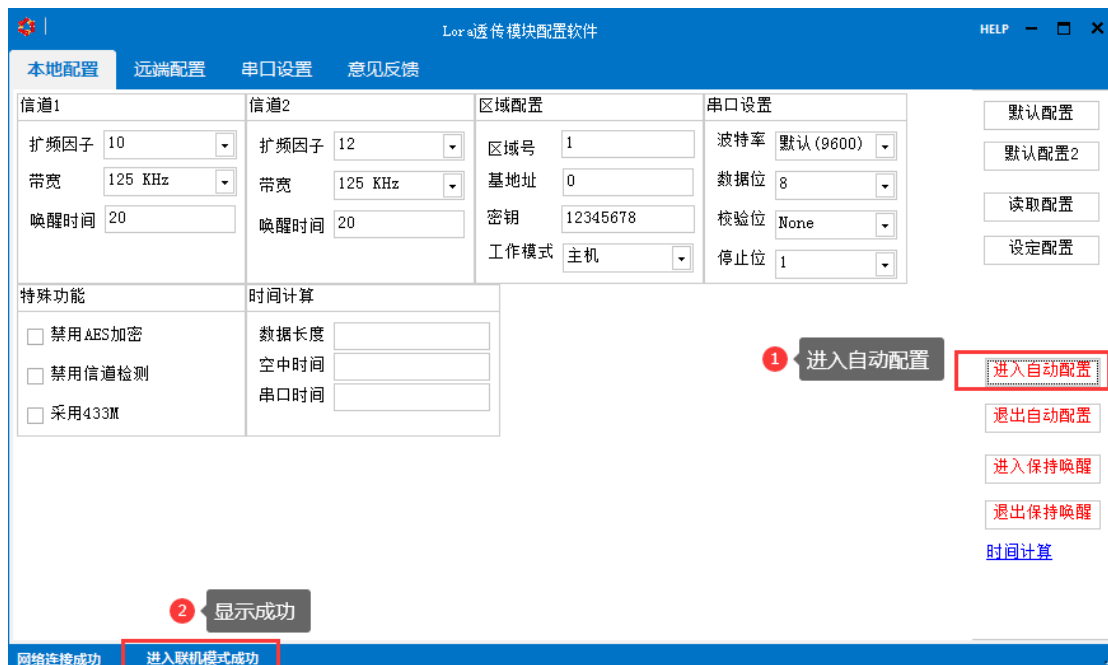 Lora透传模块配置软件
HELP
本地配置 远端配置 串口设置 意见反馈
信道1
扩频因子 10
带宽 125 KHz
唤醒时间 20
信道2
扩频因子 12
带宽 125 KHz
唤醒时间 20
区域配置
区域号 1
基地址 0
密钥 12345678
工作模式 主机
串口设置
波特率 默认(9600)
数据位 8
校验位 None
停止位 1
默认配置
默认配置2
读取配置
设定配置
特殊功能
禁用AES加密
禁用信道检测
采用433M
时间计算
数据长度
空中时间
串口时间
1 进入自动配置
进入自动配置
退出自动配置
进入保持唤醒
退出保持唤醒
时间计算
2 显示成功
网络连接成功 进入联机模式成功